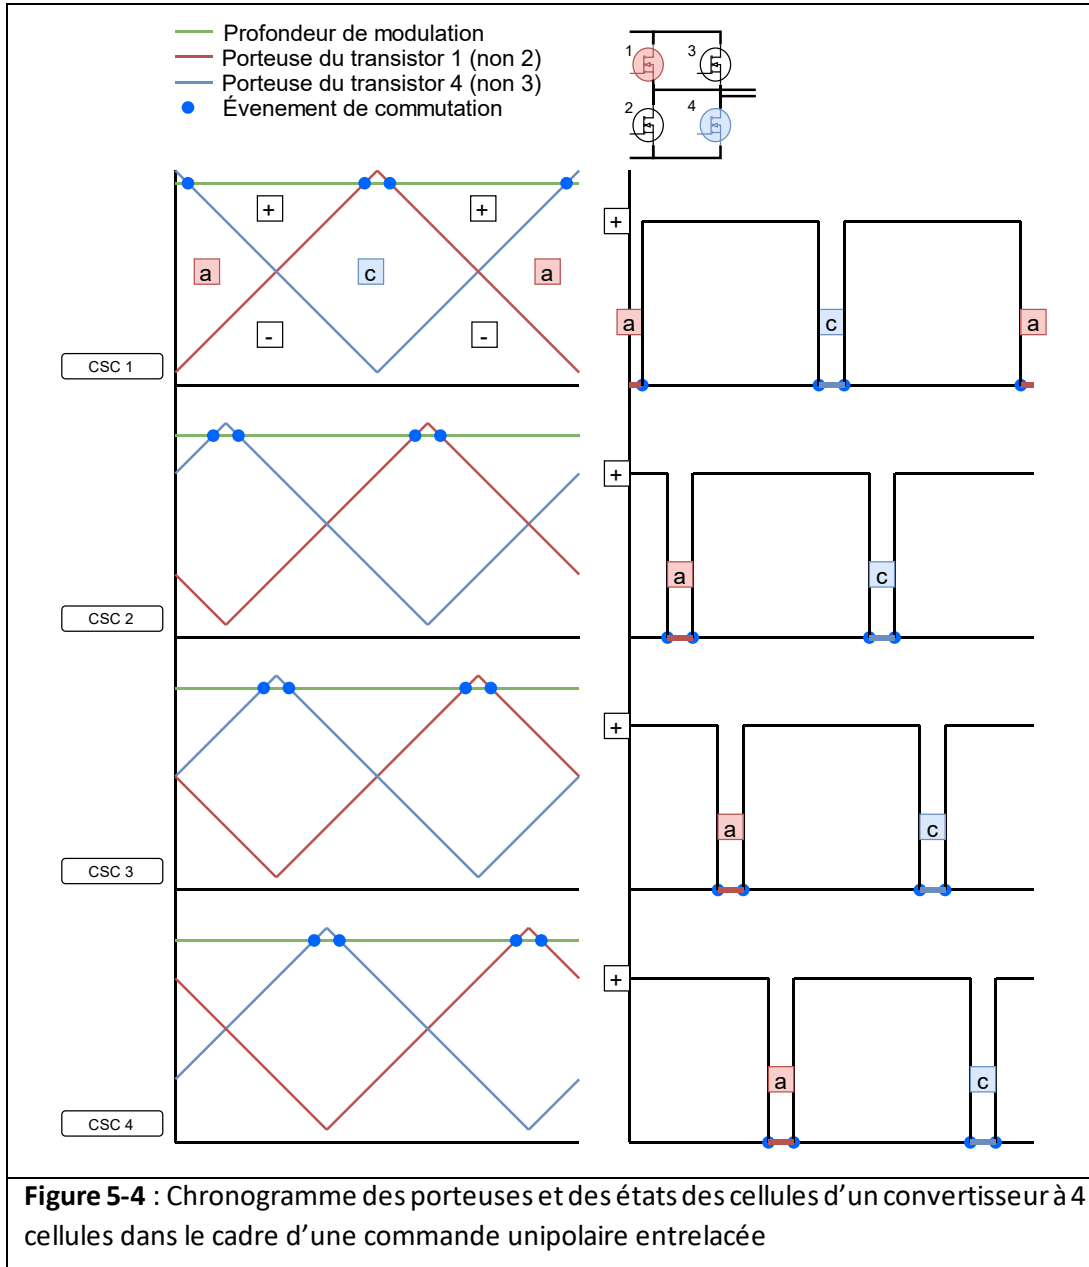 Profondeur de modulation
Porteuse du transistor 1 (non 2)
Porteuse du transistor 4 (non 3)
Évenement de commutation
1
3
2
4
+
+
a
c
a
-
-
CSC 1
+
a
c
a
CSC 2
+
a
c
CSC 3
+
a
c
CSC 4
+
a
c
Figure 5-4 : Chronogramme des porteuses et des états des cellules d'un convertisseur à 4
cellules dans le cadre d'une commande unipolaire entrelacée